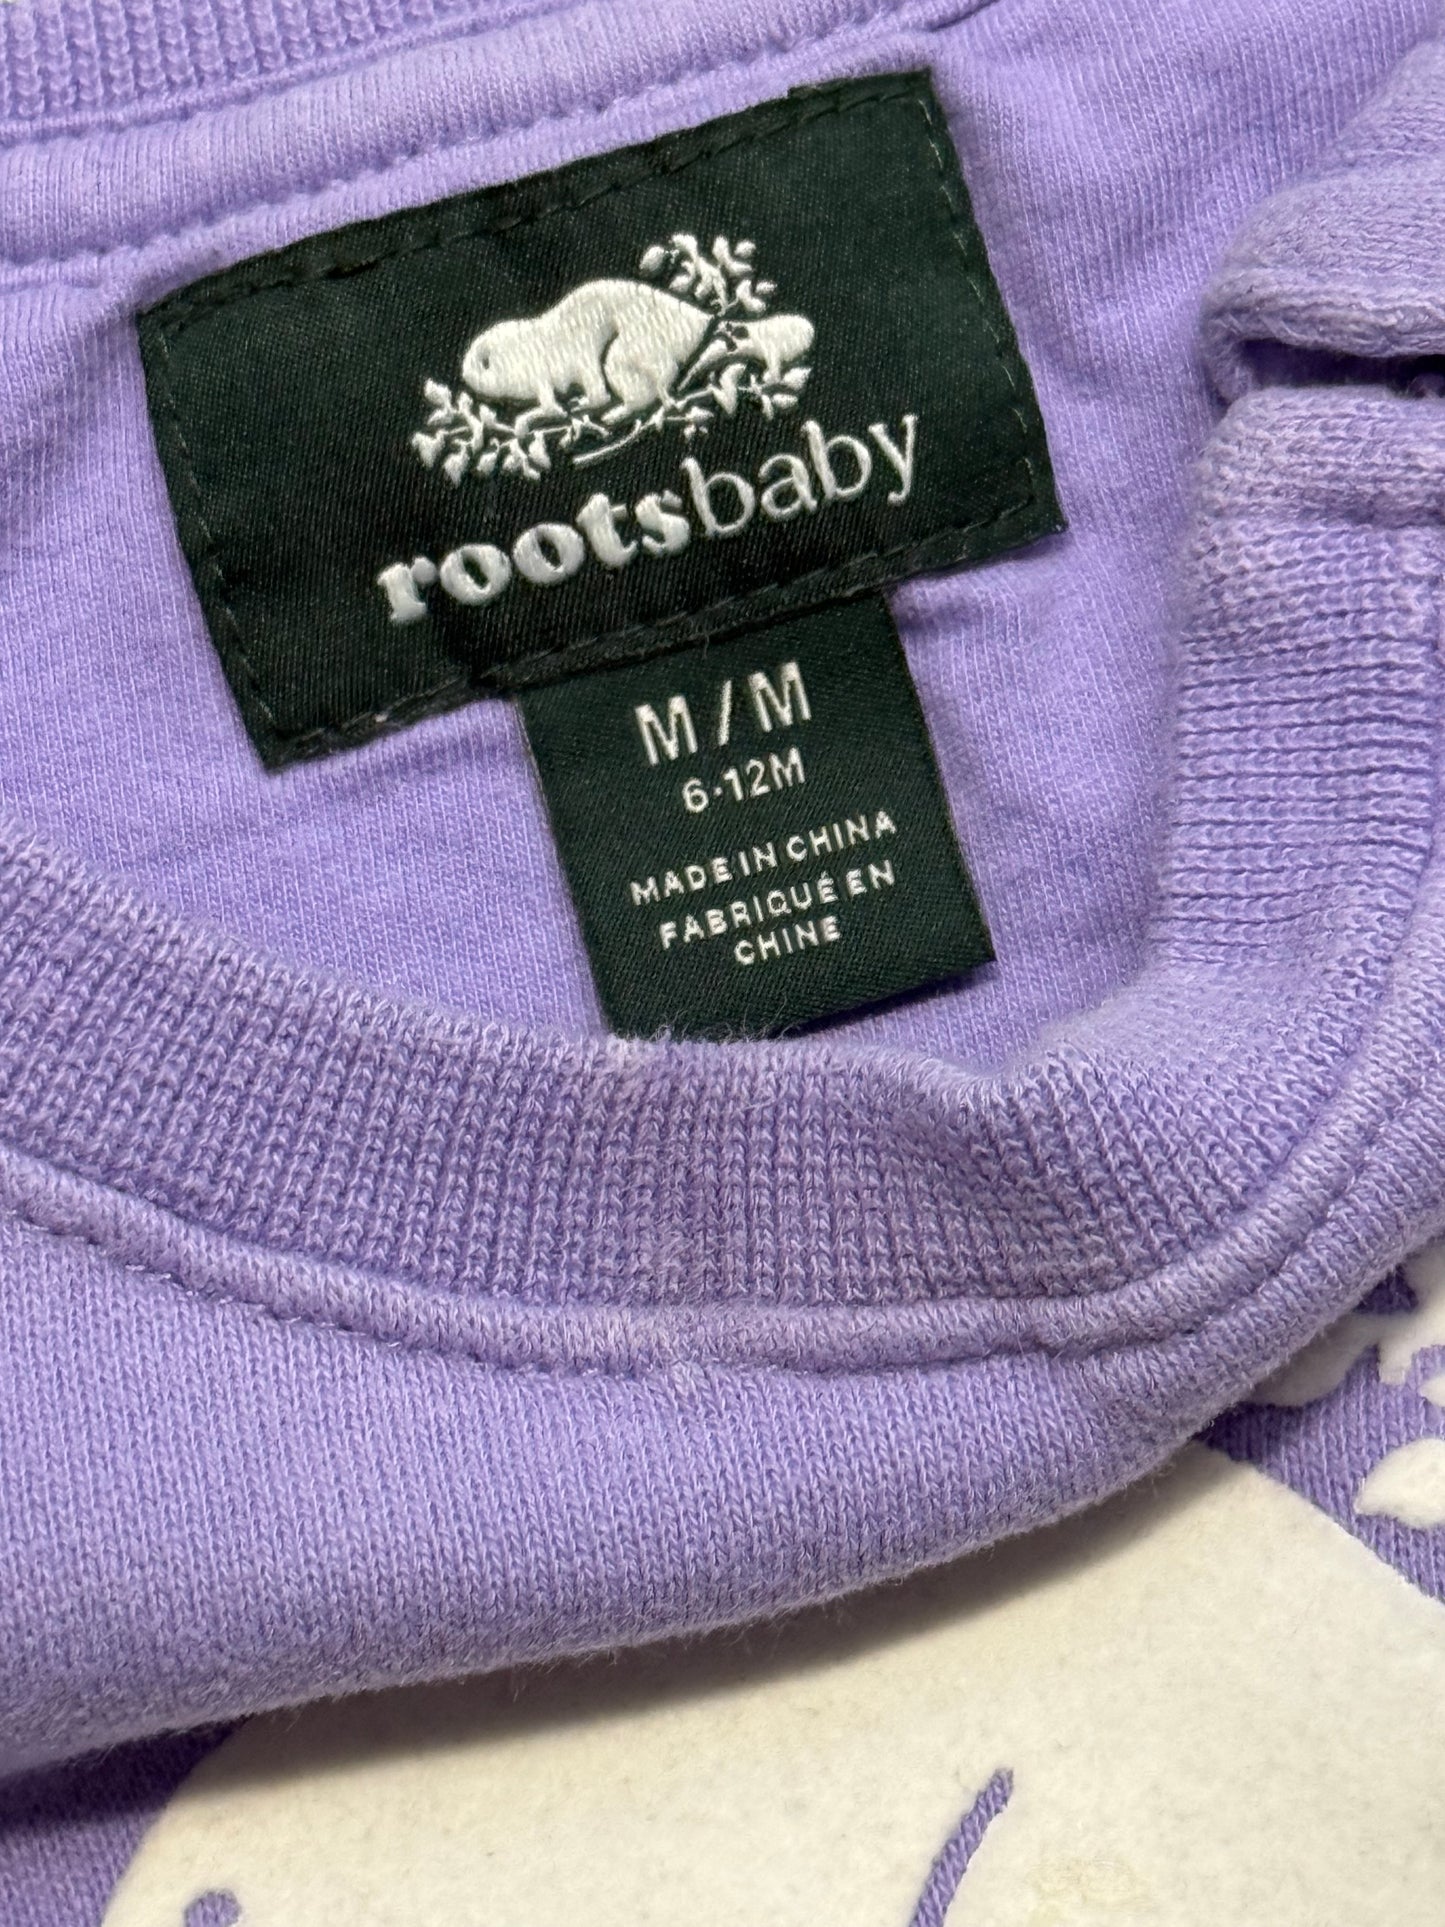 rootsbaby
M/M
6-12M
MADE IN CHINA
FABRIQUÉ EN
CHINE